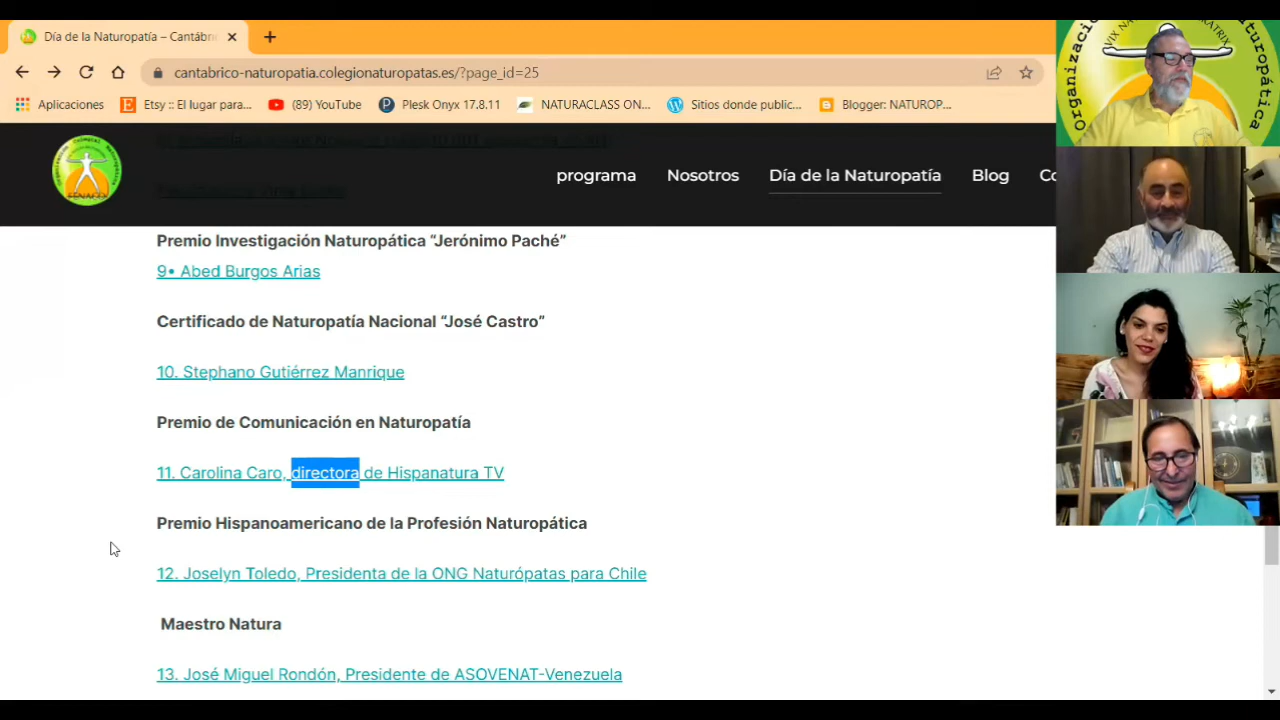 Día de la Naturopatía – Cantábri
cantabrico-naturopatia.colegionaturopatas.es/?page_id=25
Aplicaciones
Etsy :: El lugar para...
(89) YouTube
Plesk Onyx 17.8.11
NATURACLASS ON...
Sitios donde public...
Blogger: NATUROP...
programa
Nosotros
Día de la Naturopatía
Blog
Co
Premio Investigación Naturopática “Jerónimo Paché”
9• Abed Burgos Arias
Certificado de Naturopatía Nacional “José Castro”
10. Stephano Gutiérrez Manrique
Premio de Comunicación en Naturopatía
11. Carolina Caro, directora de Hispanatura TV
Premio Hispanoamericano de la Profesión Naturopática
12. Joselyn Toledo, Presidenta de la ONG Naturópatas para Chile
Maestro Natura
13. José Miguel Rondón, Presidente de ASOVENAT-Venezuela